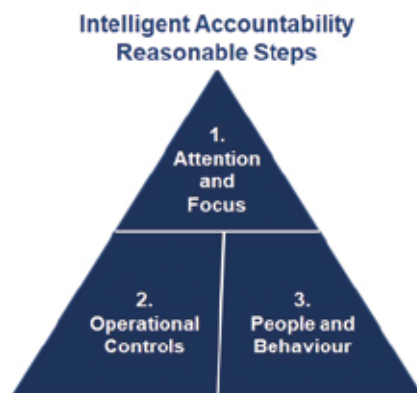 Intelligent Accountability
Reasonable Steps
1.
Attention
and
Focus
2.
Operational
Controls
3.
People and
Behaviour